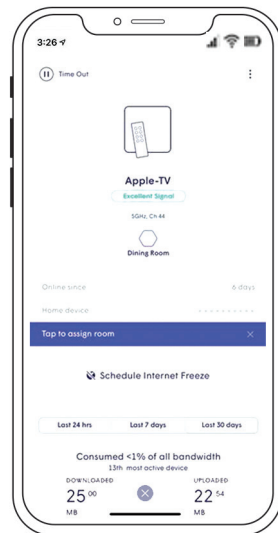 3:26
Time Out
Apple-TV
Excellent Signal
5GHz, Ch 44
Dining Room
Online since 6 days
Home device
Tap to assign room ×
Schedule Internet Freeze
Last 24 hrs Last 7 days Last 30 days
Consumed <1% of all bandwidth
13th most active device
DOWNLOADED UPLOADED
25 00 22 54
MB MB